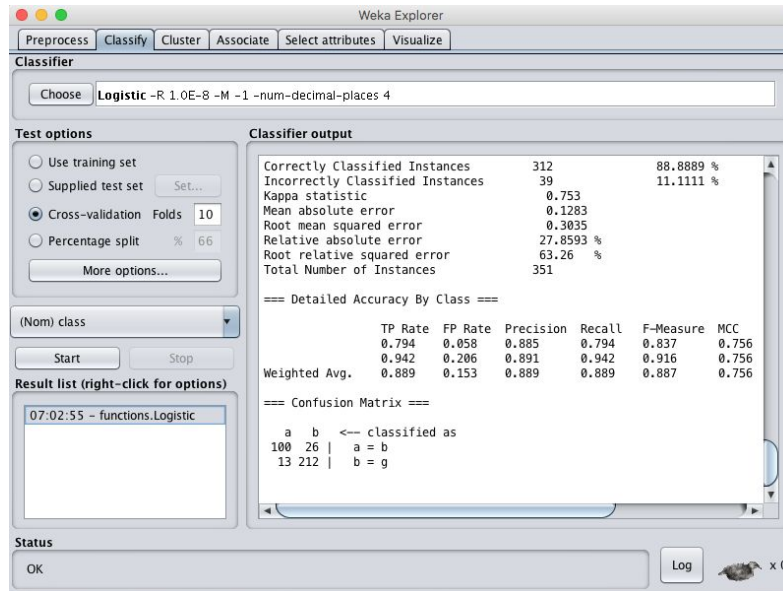 Weka Explorer
Preprocess Classify Cluster Associate Select attributes Visualize
Classifier
Choose Logistic -R 1.0E-8 -M -1 -num-decimal-places 4
Test options
Use training set
Supplied test set Set...
Cross-validation Folds 10
Percentage split % 66
More options...
(Nom) class
Start Stop
Result list (right-click for options)
07:02:55 - functions.Logistic
Classifier output
Correctly Classified Instances 312 88.8889 %
Incorrectly Classified Instances 39 11.1111 %
Kappa statistic 0.753
Mean absolute error 0.1283
Root mean squared error 0.3035
Relative absolute error 27.8593 %
Root relative squared error 63.26 %
Total Number of Instances 351
=== Detailed Accuracy By Class ===
TP Rate FP Rate Precision Recall F-Measure MCC
0.794 0.058 0.885 0.794 0.837 0.756
0.942 0.206 0.891 0.942 0.916 0.756
Weighted Avg. 0.889 0.153 0.889 0.889 0.887 0.756
=== Confusion Matrix ===
a b <-- classified as
100 26 | a = b
13 212 | b = g
Status
OK
Log
x 0